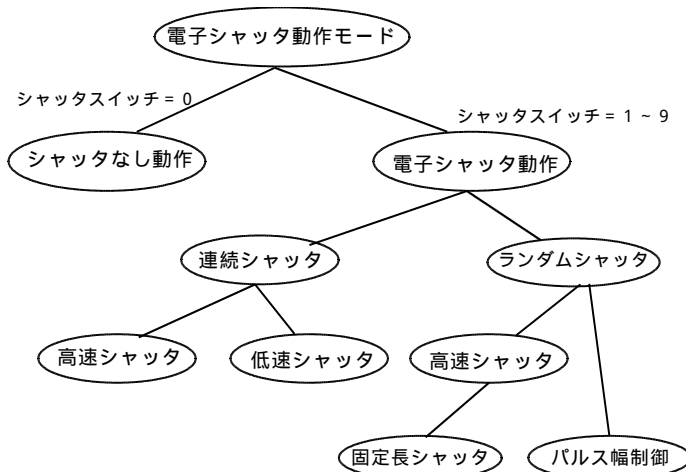 電子シャッタ動作モード
シャッタスイッチ = 0
シャッタスイッチ = 1 ~ 9
シャッタなし動作
電子シャッタ動作
連続シャッタ
ランダムシャッタ
高速シャッタ
低速シャッタ
高速シャッタ
固定長シャッタ
パルス幅制御